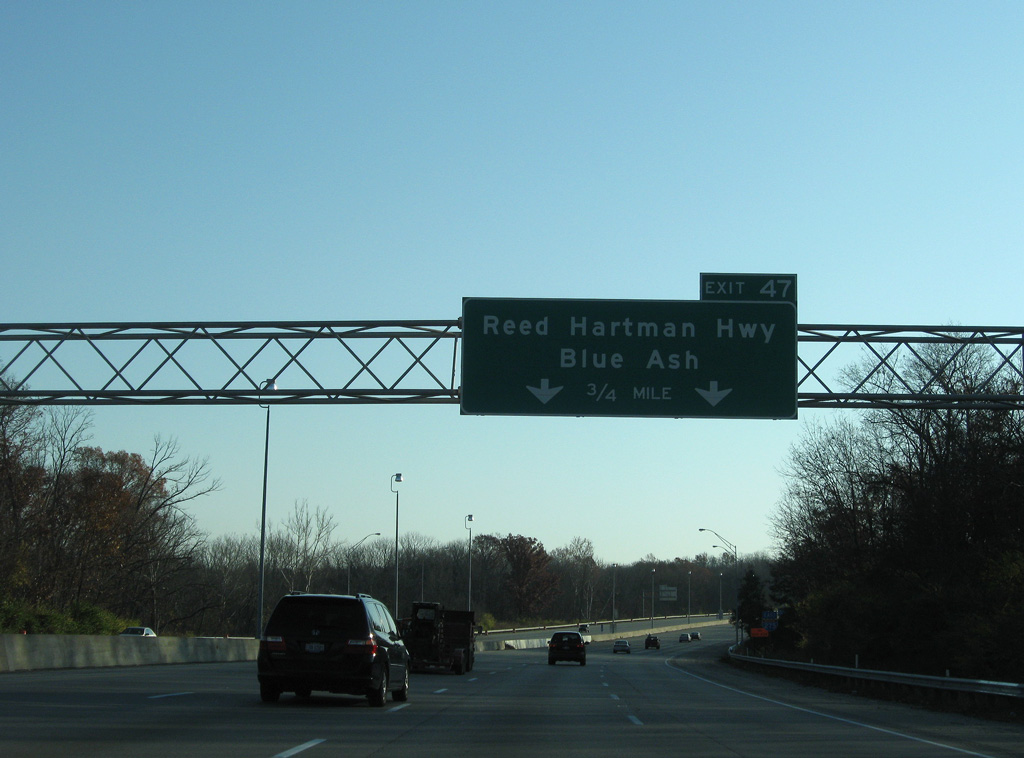 EXIT 47
Reed Hartman Hwy
Blue Ash
3/4 MILE